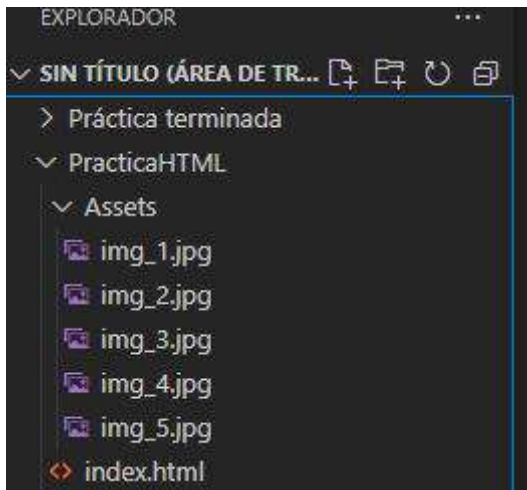 EXPLORADOR
SIN TÍTULO (ÁREA DE TR...
Práctica terminada
PracticaHTML
Assets
img_1.jpg
img_2.jpg
img_3.jpg
img_4.jpg
img_5.jpg
index.html